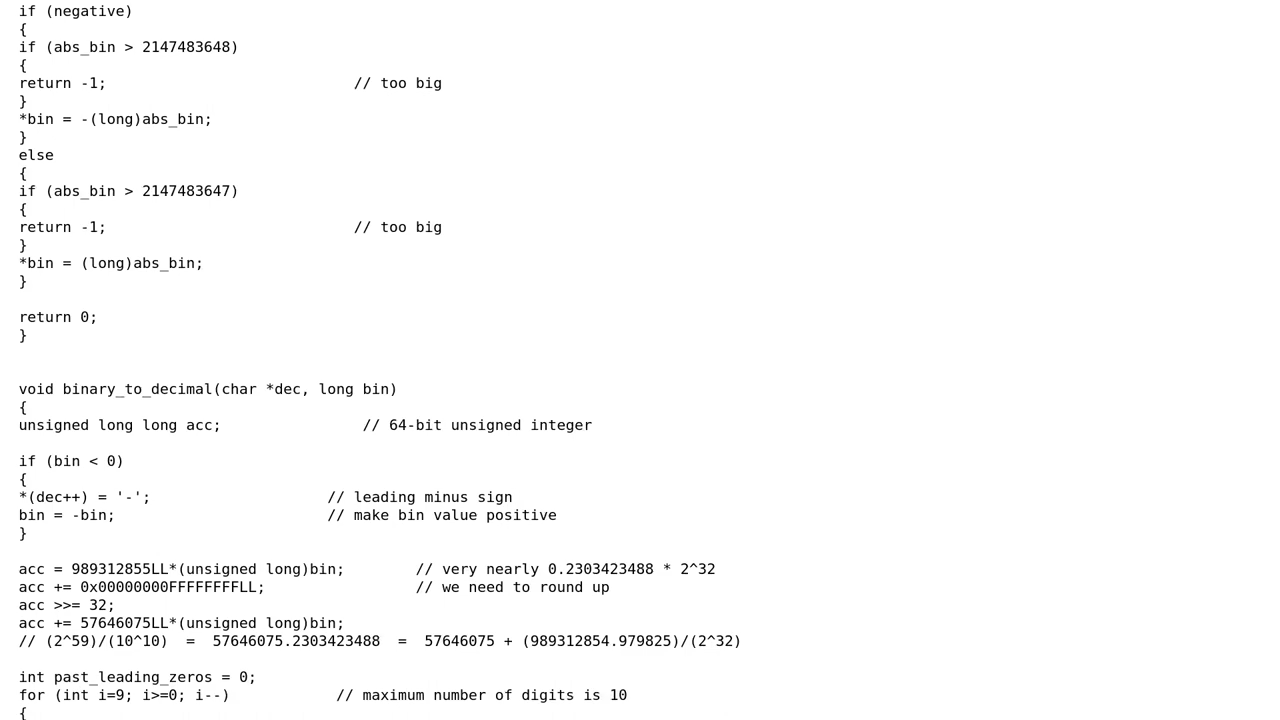 if (negative)
{
if (abs_bin > 2147483648)
{
return -1;                            // too big
}
*bin = -(long)abs_bin;
}
else
{
if (abs_bin > 2147483647)
{
return -1;                            // too big
}
*bin = (long)abs_bin;
}

return 0;
}


void binary_to_decimal(char *dec, long bin)
{
unsigned long long acc;                // 64-bit unsigned integer

if (bin < 0)
{
*(dec++) = '-';                    // leading minus sign
bin = -bin;                        // make bin value positive
}

acc = 989312855LL*(unsigned long)bin;        // very nearly 0.2303423488 * 2^32
acc += 0x00000000FFFFFFFFLL;                 // we need to round up
acc >>= 32;
acc += 57646075LL*(unsigned long)bin;
// (2^59)/(10^10)  =  57646075.2303423488  =  57646075 + (989312854.979825)/(2^32)

int past_leading_zeros = 0;
for (int i=9; i>=0; i--)            // maximum number of digits is 10
{